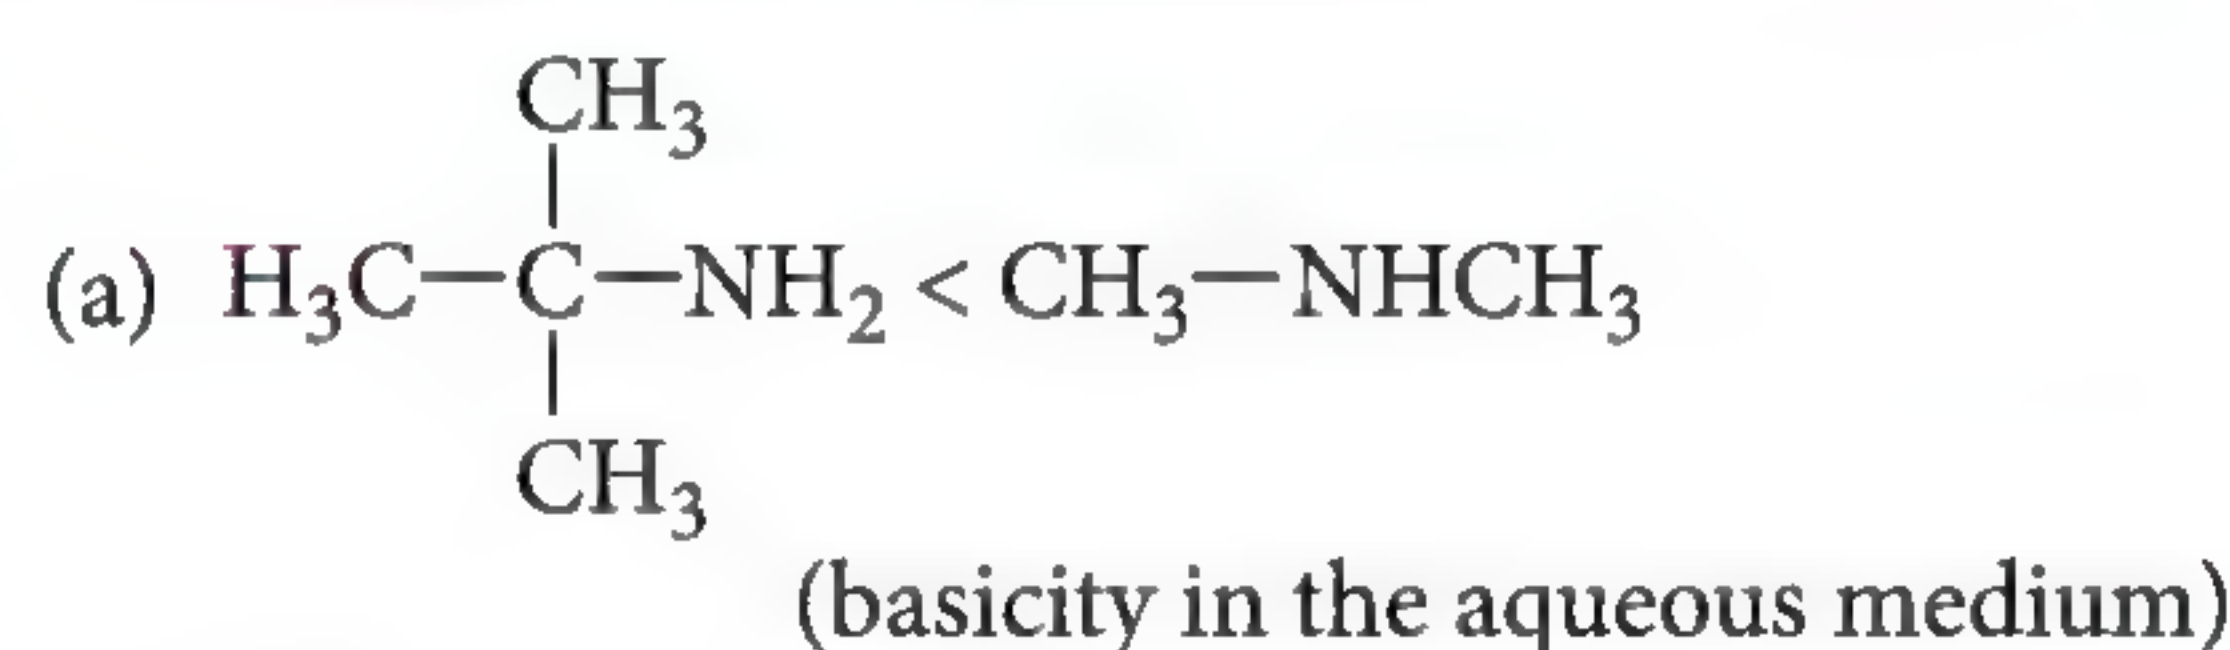 CH₃
(a) H₃C—C—NH₂ < CH₃—NHCH₃
CH₃
(basicity in the aqueous medium)